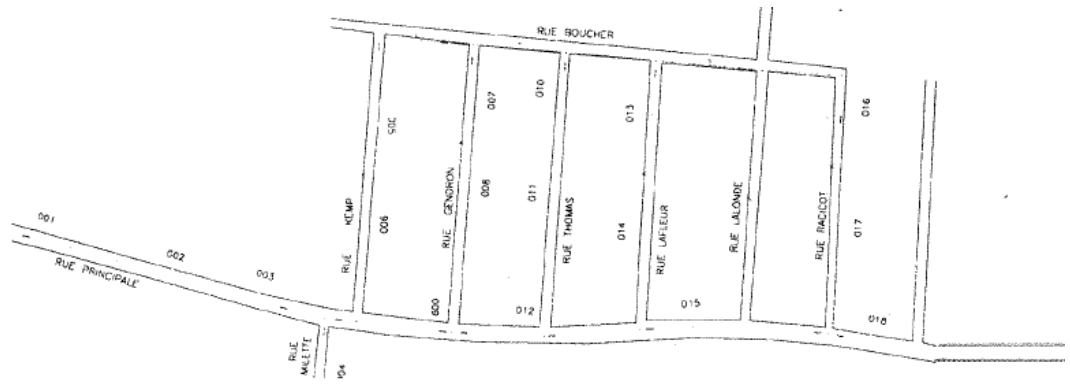 RUE BOUCHER
007
010
013
016
005
001
002
003
RUE PRINCIPALE
RUE KEMP
006
RUE GENDRON
008
011
RUE THOMAS
014
RUE LAFLEUR
RUE LALONDE
RUE RACICOT
017
009
012
015
018
RUE
MILETTE
004